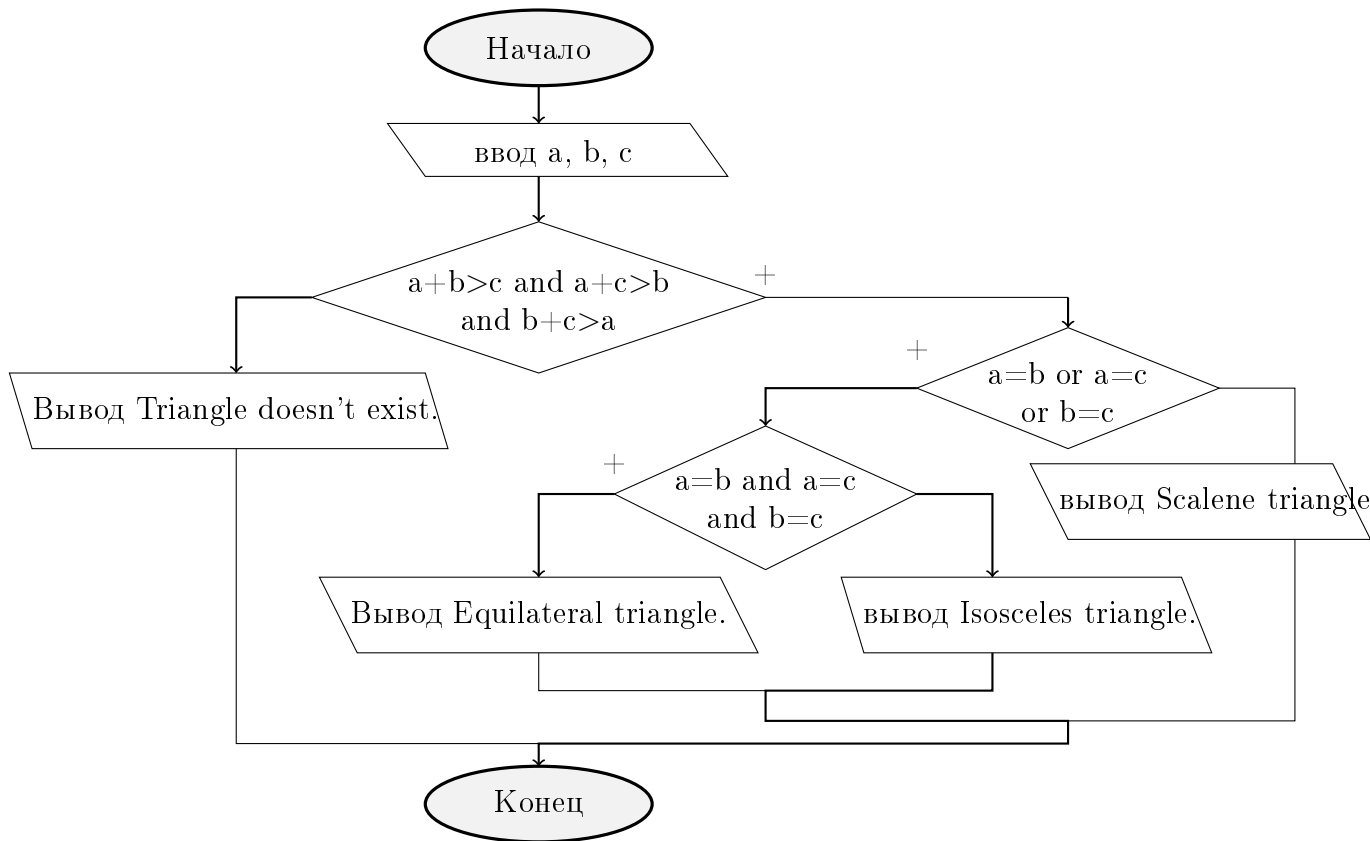 Начало
ввод a, b, c
a+b>c and a+c>b
and b+c>a
+
+
a=b or a=c
or b=c
Вывод Triangle doesn't exist.
+
a=b and a=c
and b=c
вывод Scalene triangle
Вывод Equilateral triangle.
вывод Isosceles triangle.
Конец